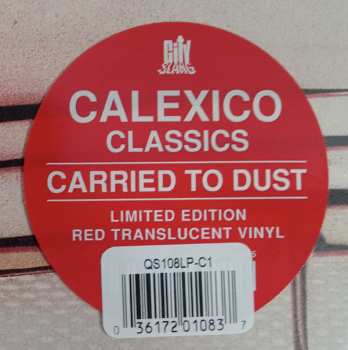 City
SLANG
CALEXICO
CLASSICS
CARRIED TO DUST
LIMITED EDITION
RED TRANSLUCENT VINYL
QS108LP-C1
0 36172 01083 7